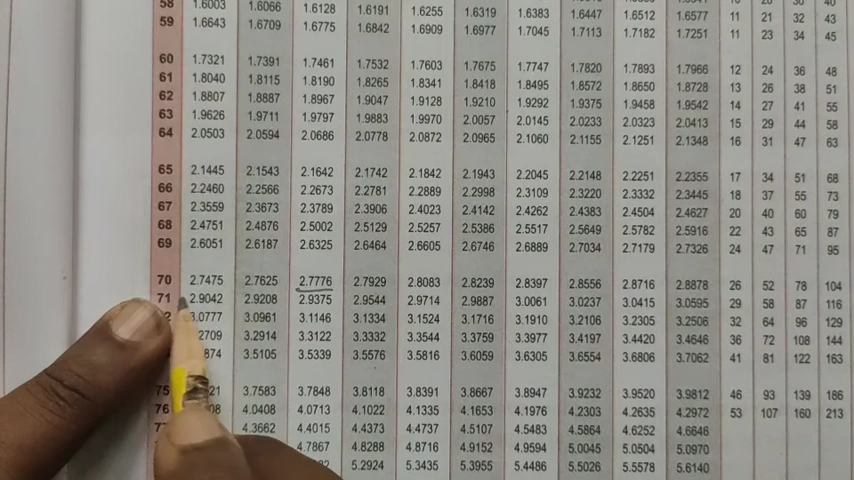 58 1.6003 1.6066 1.6128 1.6191 1.6255 1.6319 1.6383 1.6447 1.6512 1.6577 11 21 32 43
59 1.6643 1.6709 1.6775 1.6842 1.6909 1.6977 1.7045 1.7113 1.7182 1.7251 11 23 34 45
60 1.7321 1.7391 1.7461 1.7532 1.7603 1.7675 1.7747 1.7820 1.7893 1.7966 12 24 36 48
61 1.8040 1.8115 1.8190 1.8265 1.8341 1.8418 1.8495 1.8572 1.8650 1.8728 13 26 38 51
62 1.8807 1.8887 1.8967 1.9047 1.9128 1.9210 1.9292 1.9375 1.9458 1.9542 14 27 41 55
63 1.9626 1.9711 1.9797 1.9883 1.9970 2.0057 2.0145 2.0233 2.0323 2.0413 15 29 44 58
64 2.0503 2.0594 2.0686 2.0778 2.0872 2.0965 2.1060 2.1155 2.1251 2.1348 16 31 47 63
65 2.1445 2.1543 2.1642 2.1742 2.1842 2.1943 2.2045 2.2148 2.2251 2.2355 17 34 51 68
66 2.2460 2.2566 2.2673 2.2781 2.2889 2.2998 2.3109 2.3220 2.3332 2.3445 18 37 55 73
67 2.3559 2.3673 2.3789 2.3906 2.4023 2.4142 2.4262 2.4383 2.4504 2.4627 20 40 60 79
68 2.4751 2.4876 2.5002 2.5129 2.5257 2.5386 2.5517 2.5649 2.5782 2.5916 22 43 65 87
69 2.6051 2.6187 2.6325 2.6464 2.6605 2.6746 2.6889 2.7034 2.7179 2.7326 24 47 71 95
70 2.7475 2.7625 2.7776 2.7929 2.8083 2.8239 2.8397 2.8556 2.8716 2.8878 26 52 78 104
71 2.9042 2.9208 2.9375 2.9544 2.9714 2.9887 3.0061 3.0237 3.0415 3.0595 29 58 87 116
3.0777 3.0961 3.1146 3.1334 3.1524 3.1716 3.1910 3.2106 3.2305 3.2506 32 64 96 129
3.2914 3.3122 3.3332 3.3544 3.3759 3.3977 3.4197 3.4420 3.4646 36 72 108 144
3.5105 3.5339 3.5576 3.5816 3.6059 3.6305 3.6554 3.6806 3.7062 41 81 122 163
75 3.7583 3.7848 3.8118 3.8391 3.8667 3.8947 3.9232 3.9520 3.9812 46 93 139 186
76 4.0408 4.0713 4.1022 4.1335 4.1653 4.1976 4.2303 4.2635 4.2972 53 107 160 213
4.3662 4.4015 4.4373 4.4737 4.5107 4.5483 4.5864 4.6252 4.6646
4.7867 4.8288 4.8716 4.9152 4.9594 5.0045 5.0504 5.0970
5.2924 5.3435 5.3955 5.4486 5.5026 5.5578 5.6140